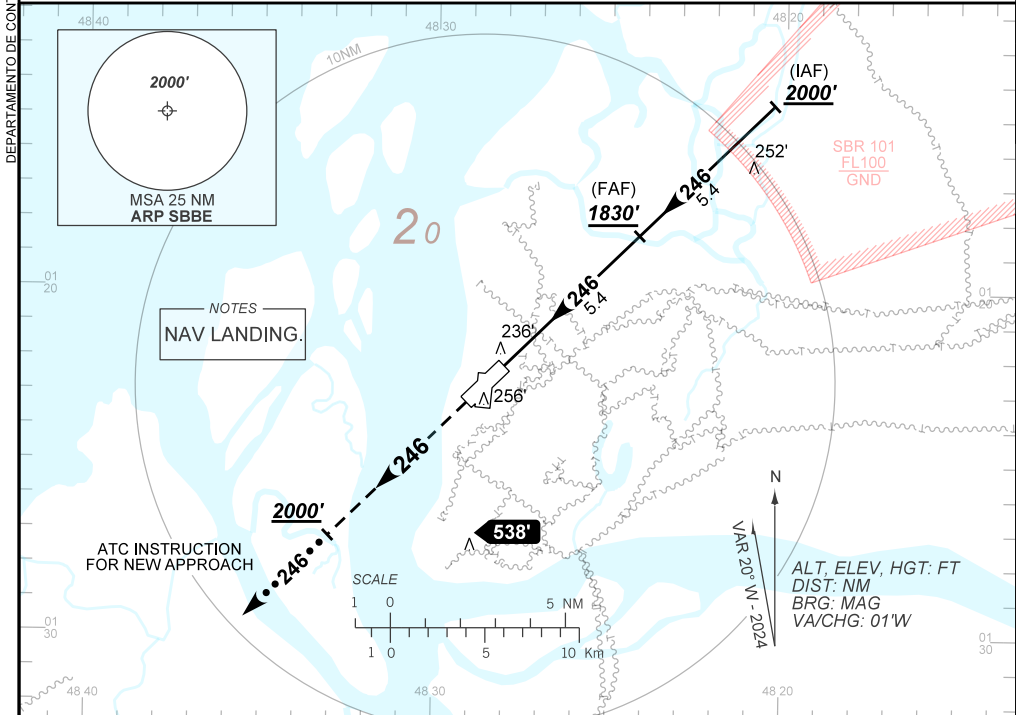 DEPARTAMENTO DE CONT
48 40
48 30
48 20
10NM
2000'
MSA 25 NM
ARP SBBE
(IAF)
2000'
252'
SBR 101
FL100
GND
246
5.4
(FAF)
1830'
20
01
20
01
20
246
5.4
NOTES
NAV LANDING.
236'
256'
246
2000'
538'
N
ATC INSTRUCTION
FOR NEW APPROACH
246
VAR 20° W - 2024
ALT, ELEV, HGT: FT
DIST: NM
BRG: MAG
VA/CHG: 01'W
SCALE
1 0 5 NM
1 0 5 10 Km
01
30
01
30
48 40
48 30
48 20